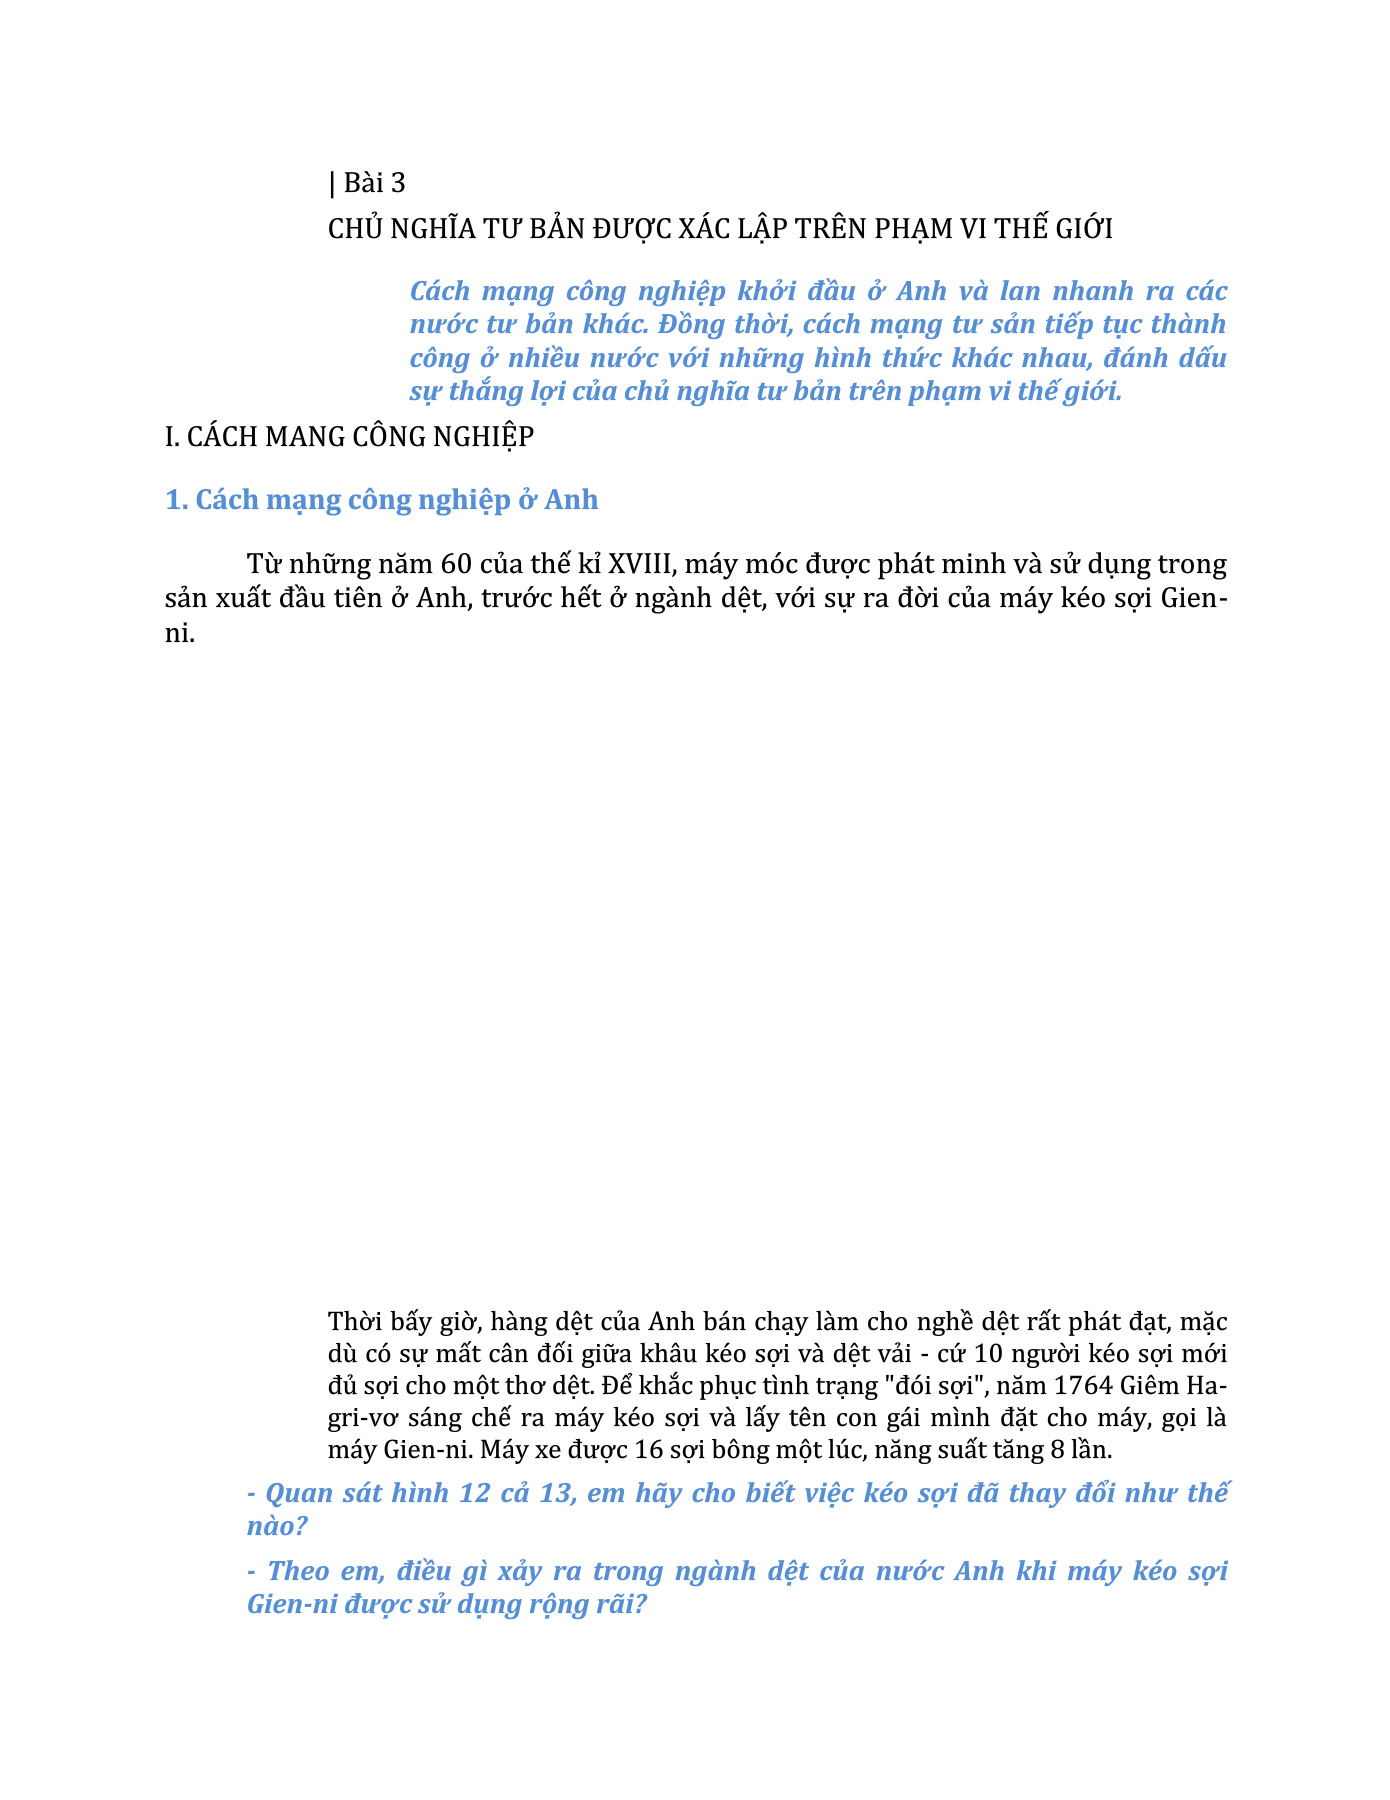 | Bài 3
CHỦ NGHĨA TƯ BẢN ĐƯỢC XÁC LẬP TRÊN PHẠM VI THẾ GIỚI
Cách mạng công nghiệp khởi đầu ở Anh và lan nhanh ra các
nước tư bản khác. Đồng thời, cách mạng tư sản tiếp tục thành
công ở nhiều nước với những hình thức khác nhau, đánh dấu
sự thắng lợi của chủ nghĩa tư bản trên phạm vi thế giới.
I. CÁCH MANG CÔNG NGHIỆP
1. Cách mạng công nghiệp ở Anh
Từ những năm 60 của thế kỉ XVIII, máy móc được phát minh và sử dụng trong
sản xuất đầu tiên ở Anh, trước hết ở ngành dệt, với sự ra đời của máy kéo sợi Gien-
ni.
Thời bấy giờ, hàng dệt của Anh bán chạy làm cho nghề dệt rất phát đạt, mặc
dù có sự mất cân đối giữa khâu kéo sợi và dệt vải - cứ 10 người kéo sợi mới
đủ sợi cho một thơ dệt. Để khắc phục tình trạng "đói sợi", năm 1764 Giêm Ha-
gri-vơ sáng chế ra máy kéo sợi và lấy tên con gái mình đặt cho máy, gọi là
máy Gien-ni. Máy xe được 16 sợi bông một lúc, năng suất tăng 8 lần.
- Quan sát hình 12 cả 13, em hãy cho biết việc kéo sợi đã thay đổi như thế
nào?
- Theo em, điều gì xảy ra trong ngành dệt của nước Anh khi máy kéo sợi
Gien-ni được sử dụng rộng rãi?